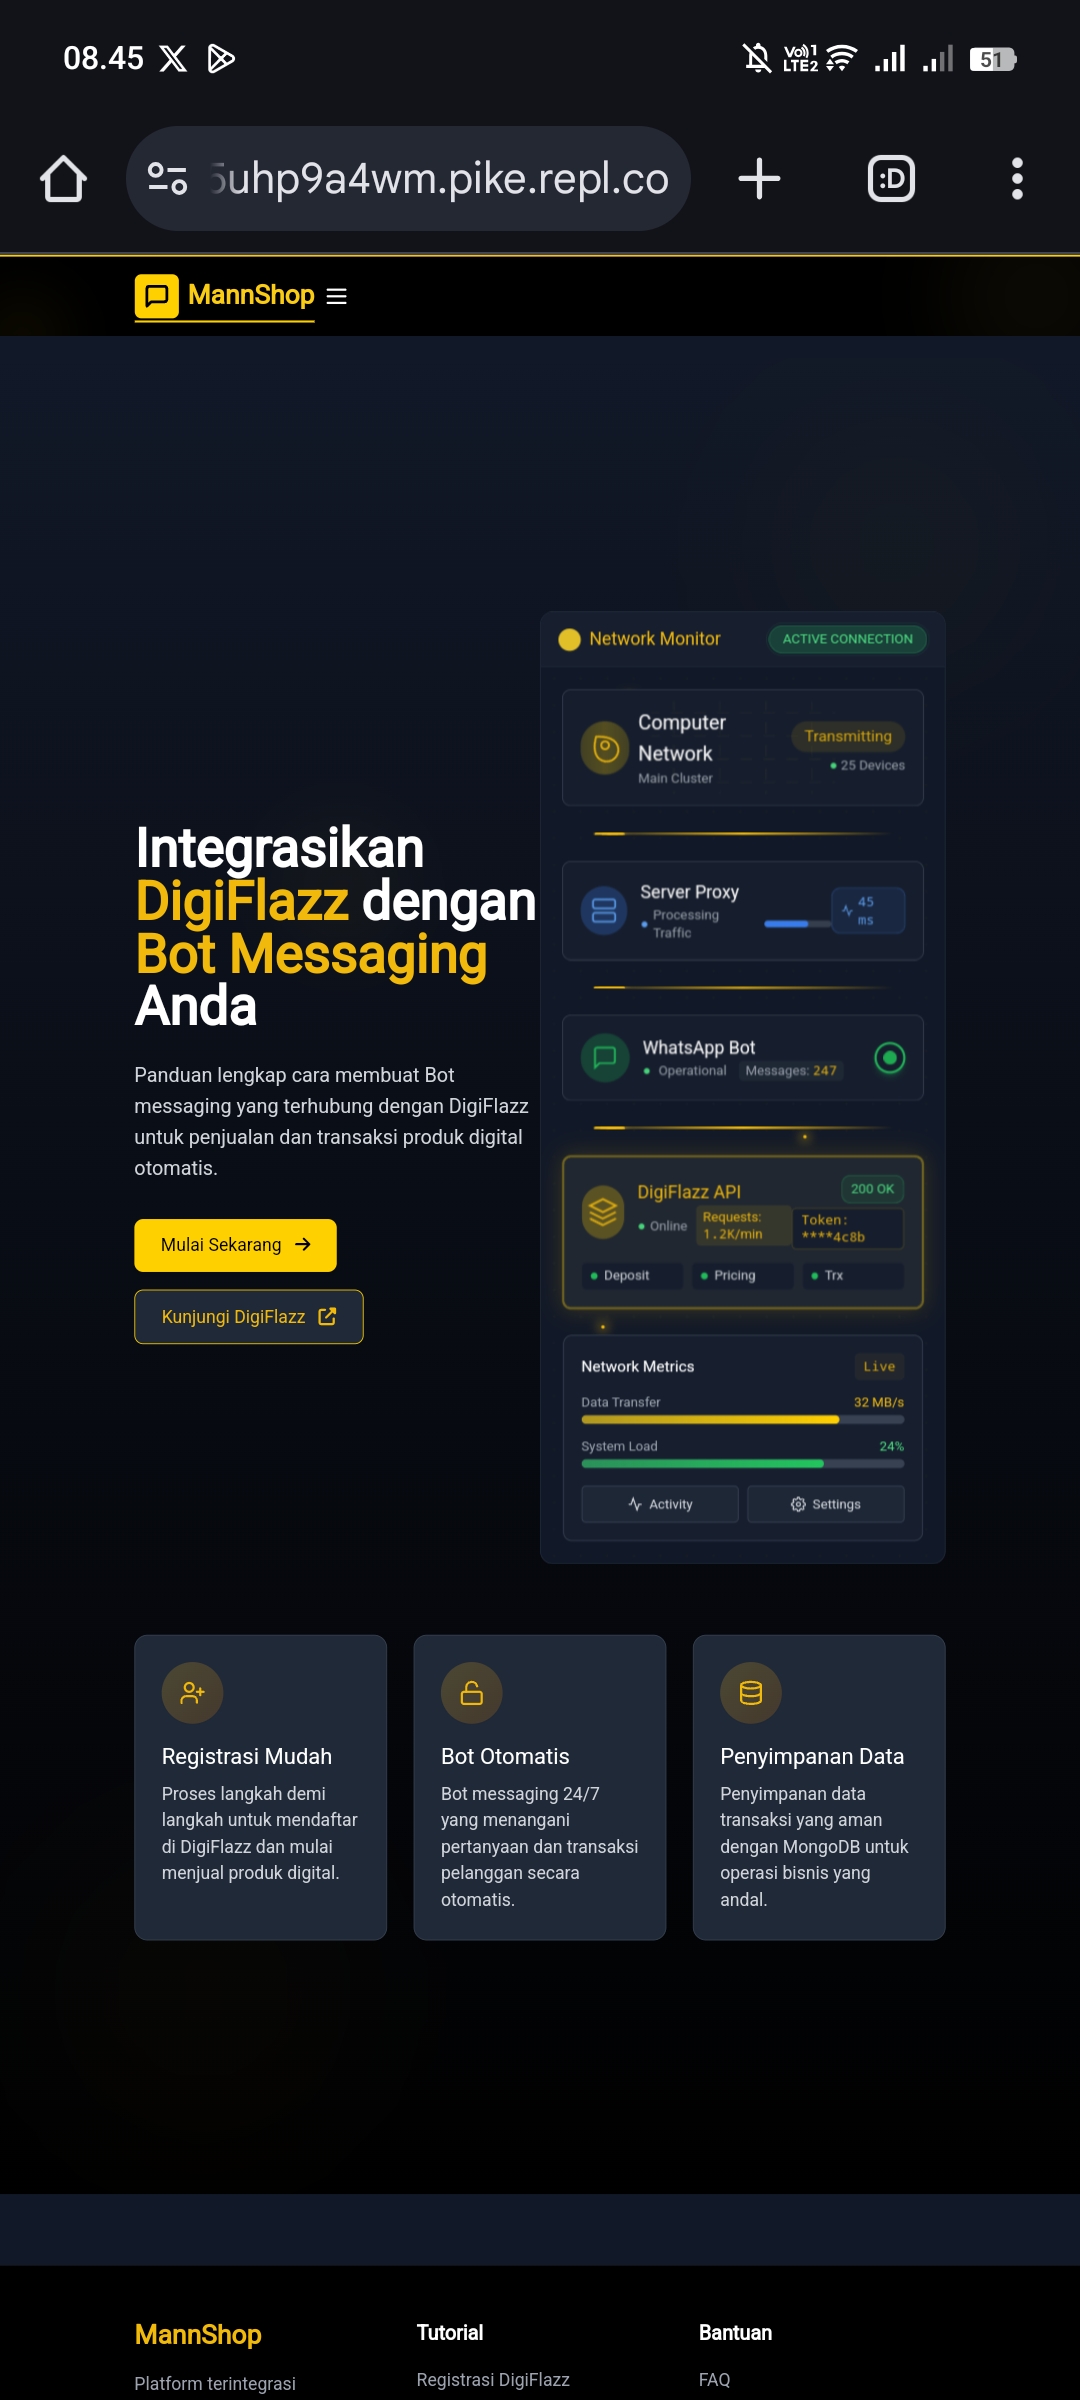 08.45
Vo))1
LTE2
51
5uhp9a4wm.pike.repl.co
:D
MannShop
Integrasikan
DigiFlazz dengan
Bot Messaging
Anda
Panduan lengkap cara membuat Bot
messaging yang terhubung dengan DigiFlazz
untuk penjualan dan transaksi produk digital
otomatis.
Mulai Sekarang
Kunjungi DigiFlazz
Network Monitor
ACTIVE CONNECTION
Computer
Network
Main Cluster
Transmitting
25 Devices
Server Proxy
Processing
Traffic
45
ms
WhatsApp Bot
Operational
Messages: 247
DigiFlazz API
200 OK
Online
Requests:
1.2K/min
Token:
****4c8b
Deposit
Pricing
Trx
Network Metrics
Live
Data Transfer
32 MB/s
System Load
24%
Activity
Settings
Registrasi Mudah
Proses langkah demi
langkah untuk mendaftar
di DigiFlazz dan mulai
menjual produk digital.
Bot Otomatis
Bot messaging 24/7
yang menangani
pertanyaan dan transaksi
pelanggan secara
otomatis.
Penyimpanan Data
Penyimpanan data
transaksi yang aman
dengan MongoDB untuk
operasi bisnis yang
andal.
MannShop
Platform terintegrasi
Tutorial
Registrasi DigiFlazz
Bantuan
FAQ